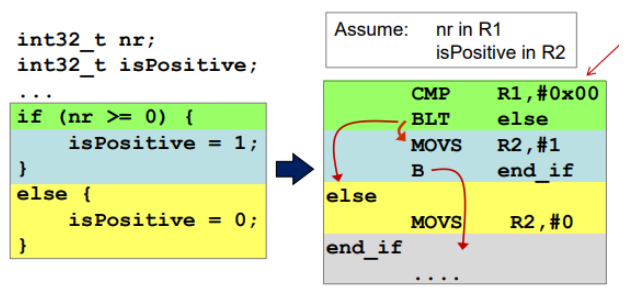 int32_t nr;
int32_t isPositive;
...
if (nr >= 0) {
    isPositive = 1;
}
else {
    isPositive = 0;
}
Assume: nr in R1
isPositive in R2
CMP R1,#0x00
BLT else
MOVS R2,#1
B end_if
else
MOVS R2,#0
end_if
....